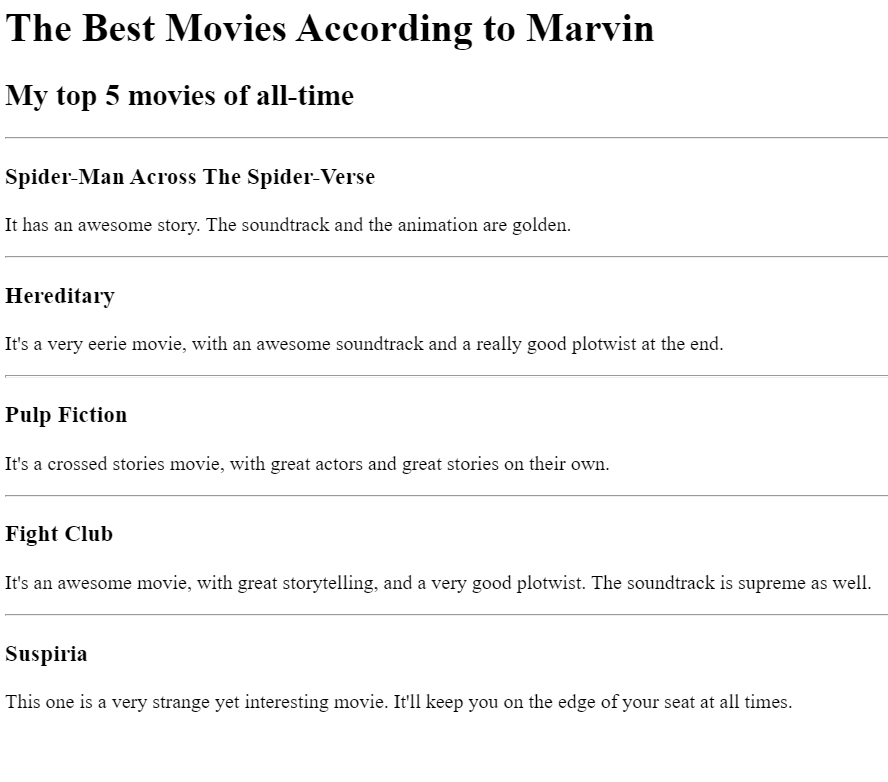 The Best Movies According to Marvin
My top 5 movies of all-time
Spider-Man Across The Spider-Verse
It has an awesome story. The soundtrack and the animation are golden.
Hereditary
It's a very eerie movie, with an awesome soundtrack and a really good plotwist at the end.
Pulp Fiction
It's a crossed stories movie, with great actors and great stories on their own.
Fight Club
It's an awesome movie, with great storytelling, and a very good plotwist. The soundtrack is supreme as well.
Suspiria
This one is a very strange yet interesting movie. It'll keep you on the edge of your seat at all times.